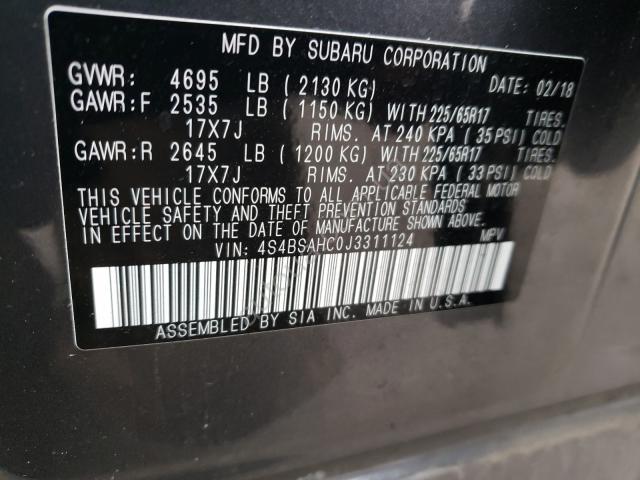 MFD BY SUBARU CORPORATION
GVWR: 4695 LB ( 2130 KG) DATE: 02/18
GAWR:F 2535 LB ( 1150 KG) WITH 225/65R17 TIRES.
17X7J RIMS. AT 240 KPA ( 35 PSI) COLD
GAWR:R 2645 LB ( 1200 KG) WITH 225/65R17 TIRES.
17X7J RIMS. AT 230 KPA ( 33 PSI) COLD
THIS VEHICLE CONFORMS TO ALL APPLICABLE FEDERAL MOTOR
VEHICLE SAFETY AND THEFT PREVENTION STANDARDS
IN EFFECT ON THE DATE OF MANUFACTURE SHOWN ABOVE.
VIN: 4S4BSAHC0J3311124 MPV
ASSEMBLED BY SIA INC. MADE IN U.S.A.